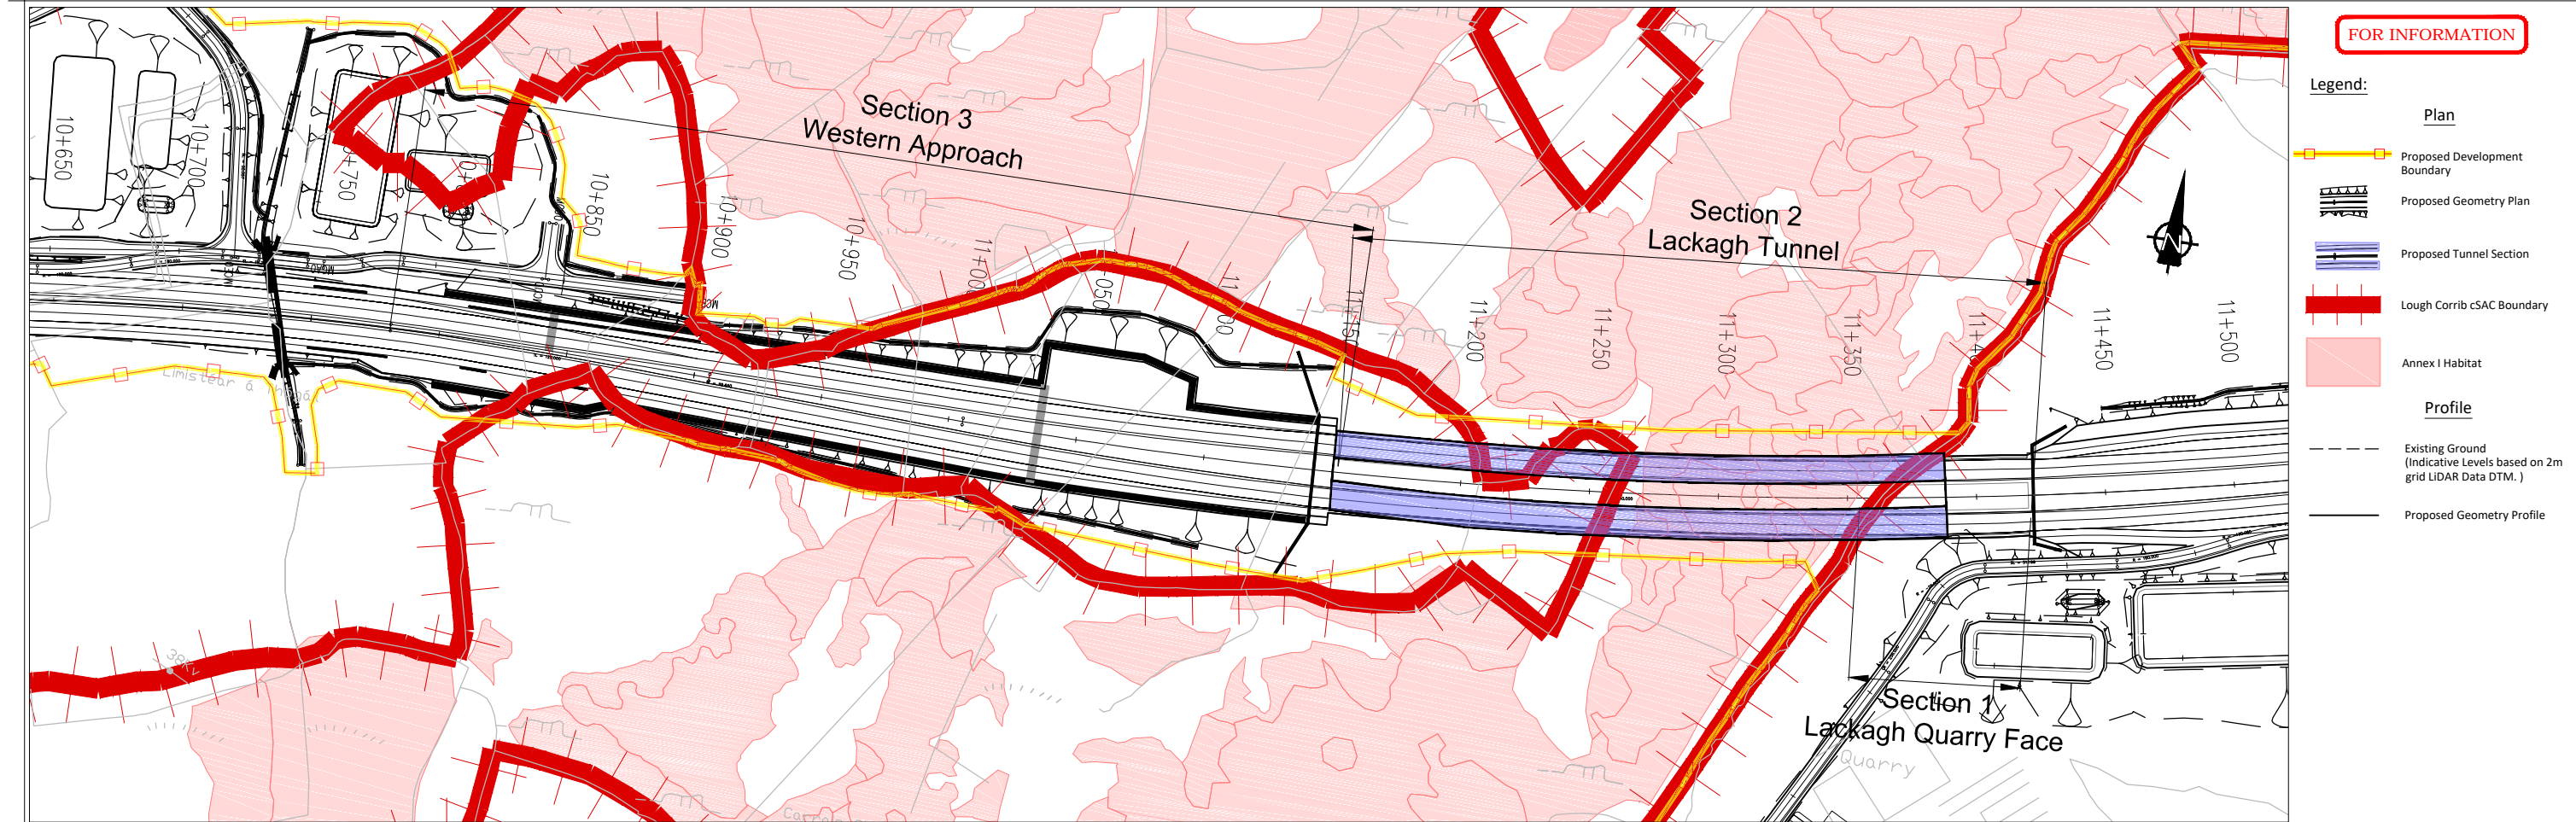 FOR INFORMATION
Legend:
Plan
Proposed Development
Boundary
Proposed Geometry Plan
Proposed Tunnel Section
Lough Corrib cSAC Boundary
Annex I Habitat
Profile
Existing Ground
(Indicative Levels based on 2m
grid LiDAR Data DTM. )
Proposed Geometry Profile
Section 3
Western Approach
Section 2
Lackagh Tunnel
Section 1
Lackagh Quarry Face
10+650
10+700
10+850
10+900
10+950
11+200
11+250
11+300
11+350
11+450
11+500
N
Limistéar á
38kV
Quarry